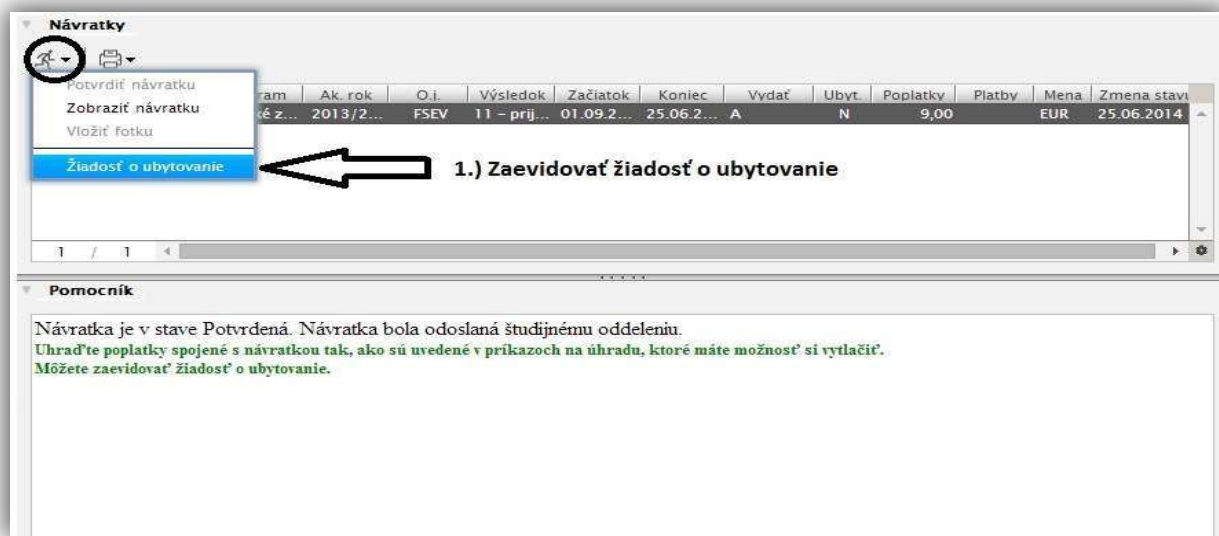 Návratky
Potvrdiť návratku
Zobraziť návratku
Vložiť fotku
Žiadosť o ubytovanie
ram Ak. rok O.j. Výsledok Začiatok Koniec Vydať Ubyt. Poplatky Platby Mena Zmena stavu
ké z... 2013/2... FSEV 11 – prij... 01.09.2... 25.06.2... A N 9,00 EUR 25.06.2014
1.) Zaevidovať žiadosť o ubytovanie
1 / 1
Pomocník
Návratka je v stave Potvrdená. Návratka bola odoslaná študijnému oddeleniu.
Uhraďte poplatky spojené s návratkou tak, ako sú uvedené v príkazoch na úhradu, ktoré máte možnosť si vytlačiť.
Môžete zaevidovať žiadosť o ubytovanie.